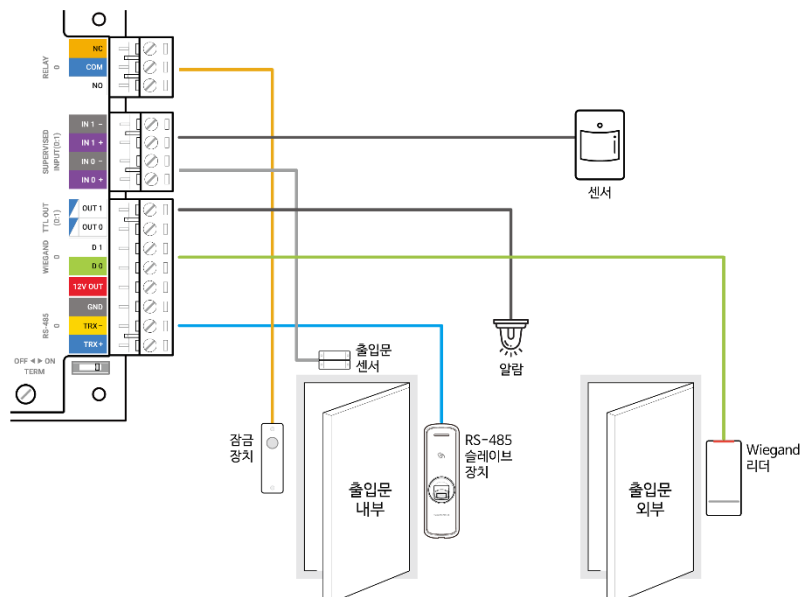 RELAY
0
NC
COM
NO
SUPERVISED
INPUT(0:1)
IN 1 -
IN 1 +
IN 0 -
IN 0 +
TTL OUT
(0:1)
OUT 1
OUT 0
WIEGAND
0
D 1
D 0
12V OUT
RS-485
0
GND
TRX-
TRX+
OFF ◄ ► ON
TERM
센서
알람
출입문
센서
잠금
장치
출입문
내부
RS-485
슬레이브
장치
출입문
외부
Wiegand
리더